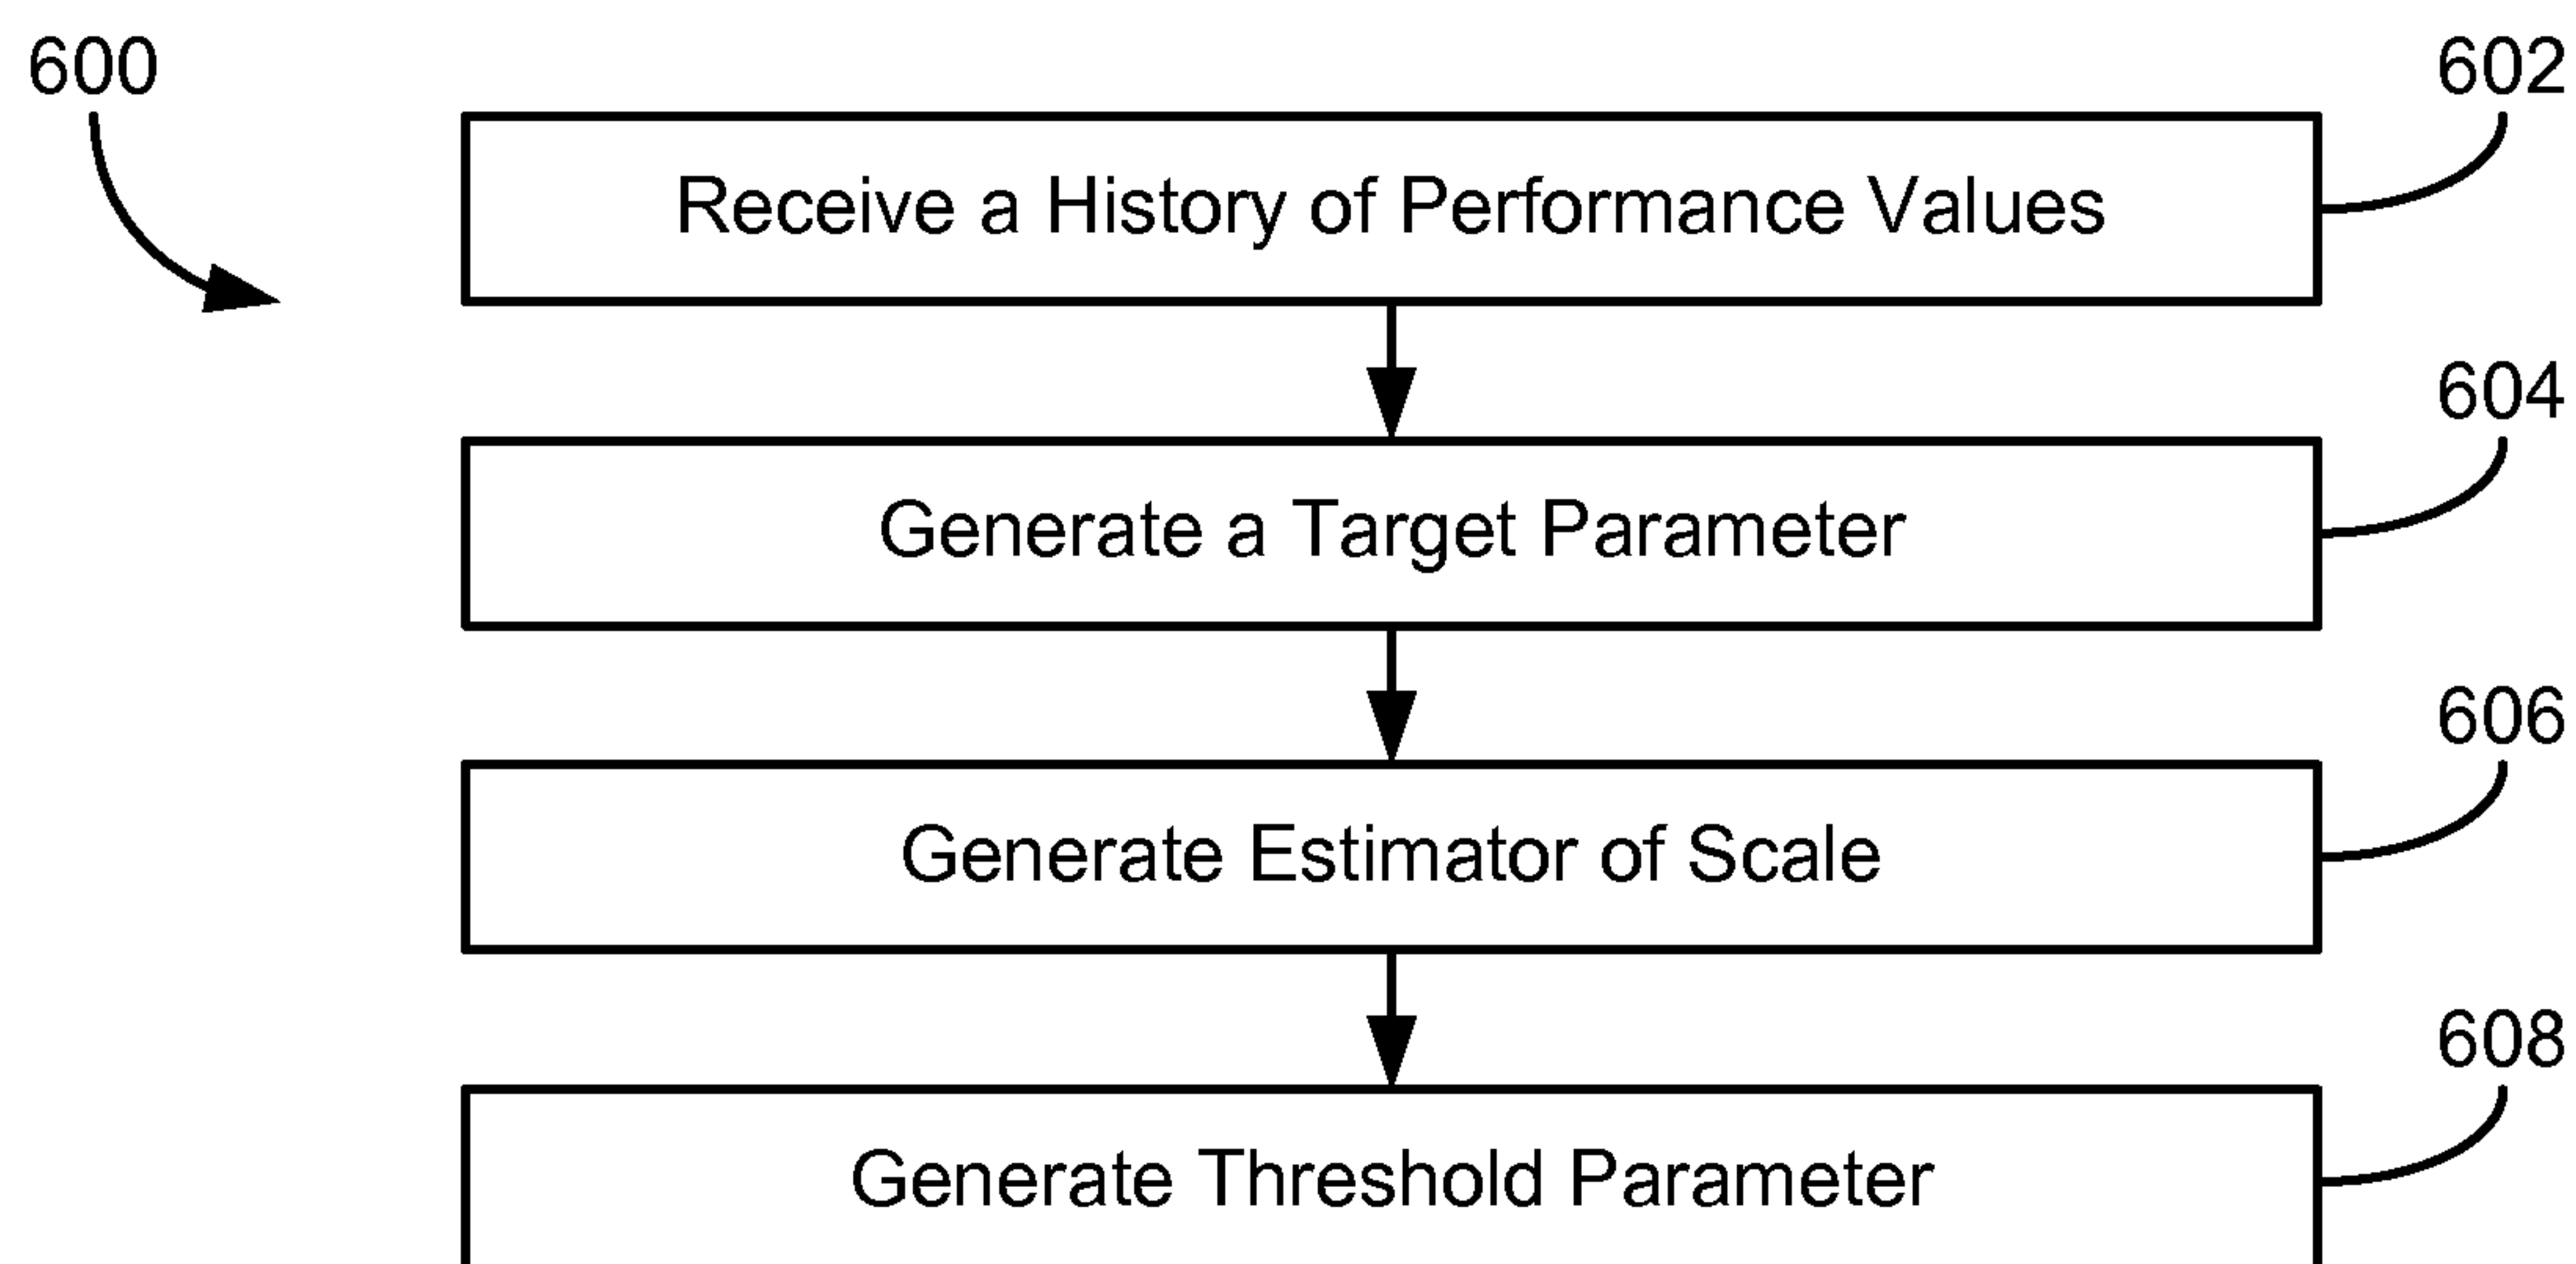 600
602
Receive a History of Performance Values
604
Generate a Target Parameter
606
Generate Estimator of Scale
608
Generate Threshold Parameter